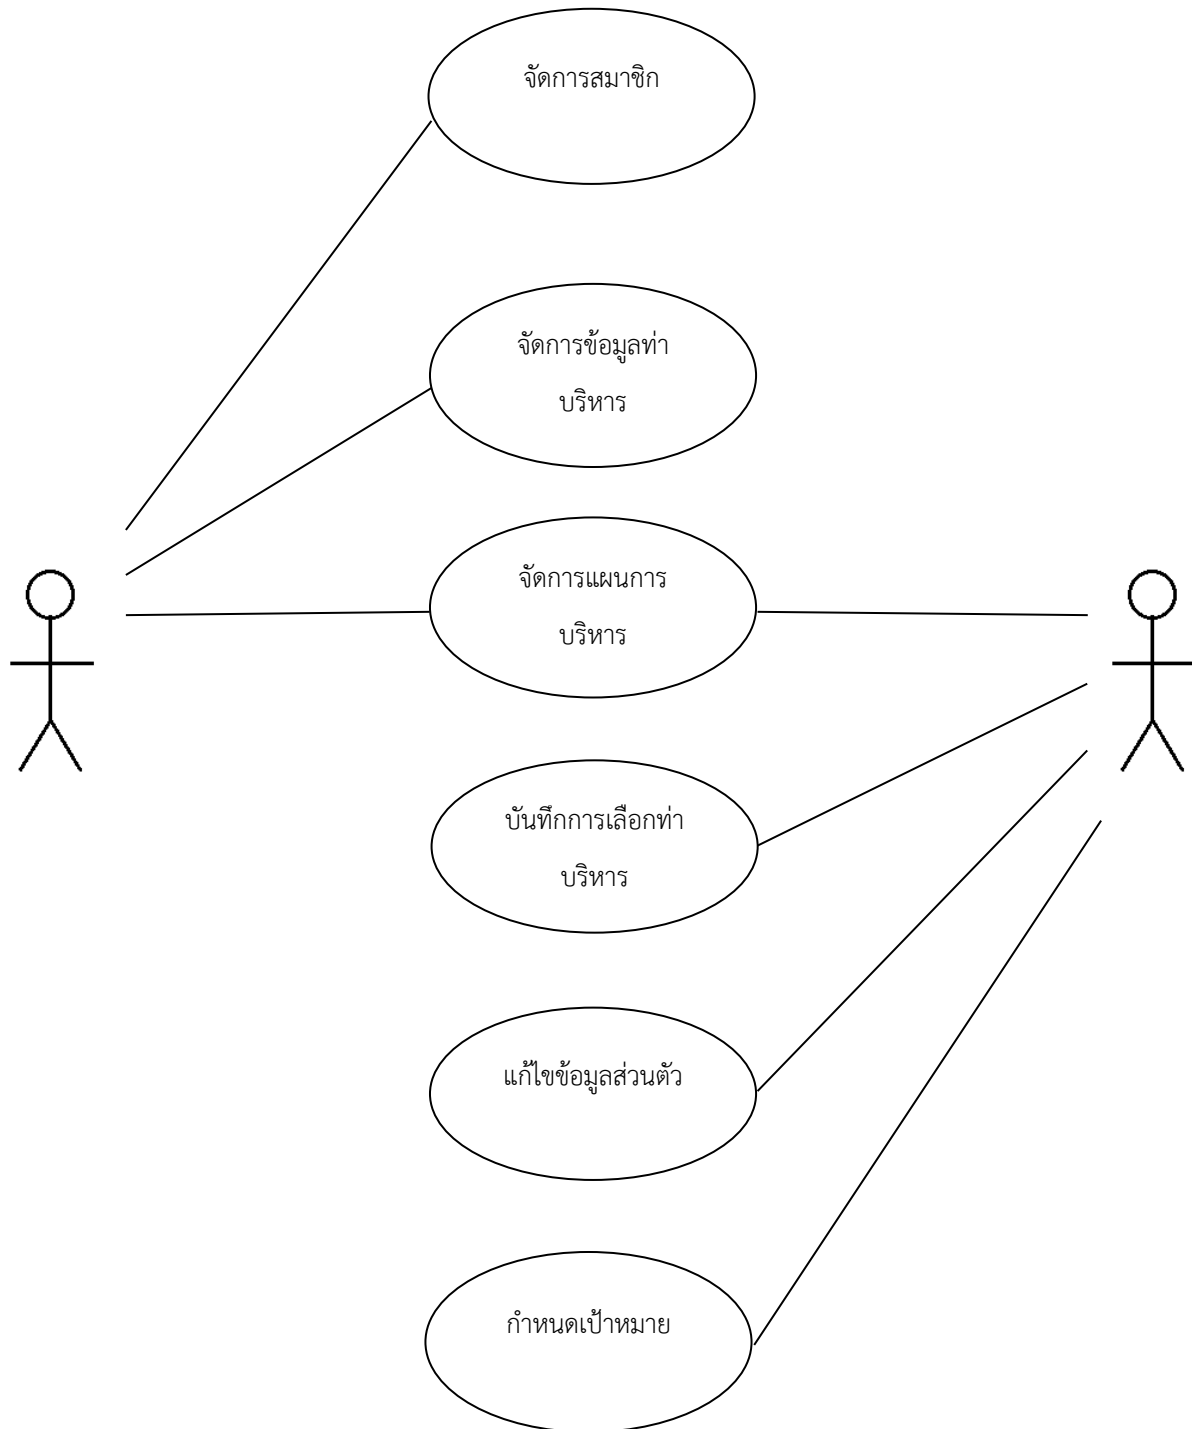 จัดการสมาชิก
จัดการข้อมูลท่า
บริหาร
จัดการแผนการ
บริหาร
บันทึกการเลือกท่า
บริหาร
แก้ไขข้อมูลส่วนตัว
กำหนดเป้าหมาย